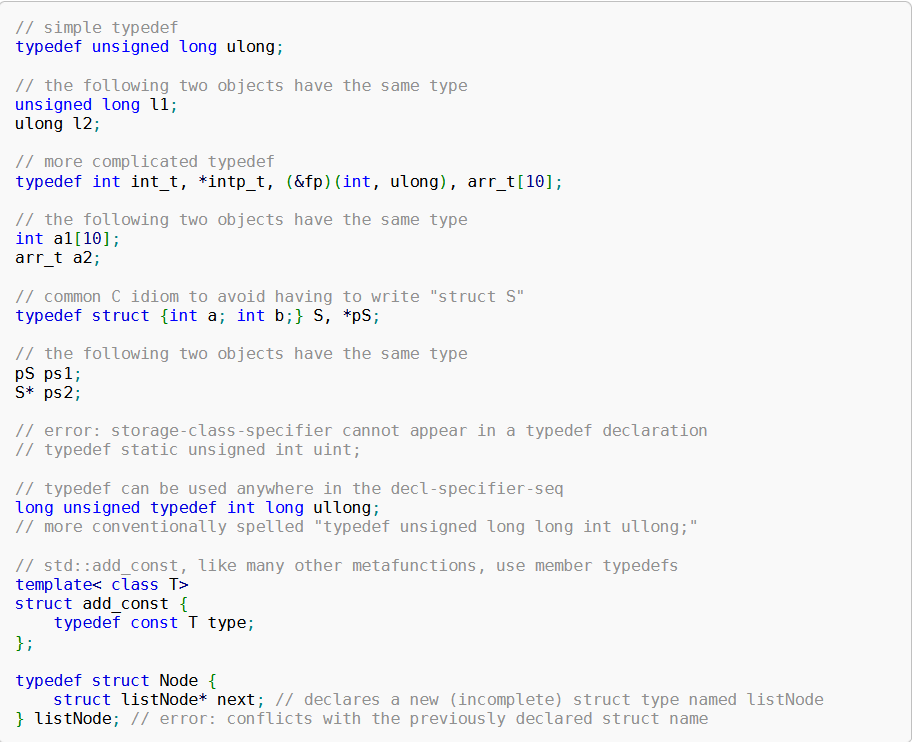 // simple typedef
typedef unsigned long ulong;
// the following two objects have the same type
unsigned long l1;
ulong l2;
// more complicated typedef
typedef int int_t, *intp_t, (&fp)(int, ulong), arr_t[10];
// the following two objects have the same type
int a1[10];
arr_t a2;
// common C idiom to avoid having to write "struct S"
typedef struct {int a; int b;} S, *pS;
// the following two objects have the same type
pS ps1;
S* ps2;
// error: storage-class-specifier cannot appear in a typedef declaration
// typedef static unsigned int uint;
// typedef can be used anywhere in the decl-specifier-seq
long unsigned typedef int long ullong;
// more conventionally spelled "typedef unsigned long long int ullong;"
// std::add_const, like many other metafunctions, use member typedefs
template< class T>
struct add_const {
    typedef const T type;
};
typedef struct Node {
    struct listNode* next; // declares a new (incomplete) struct type named listNode
} listNode; // error: conflicts with the previously declared struct name